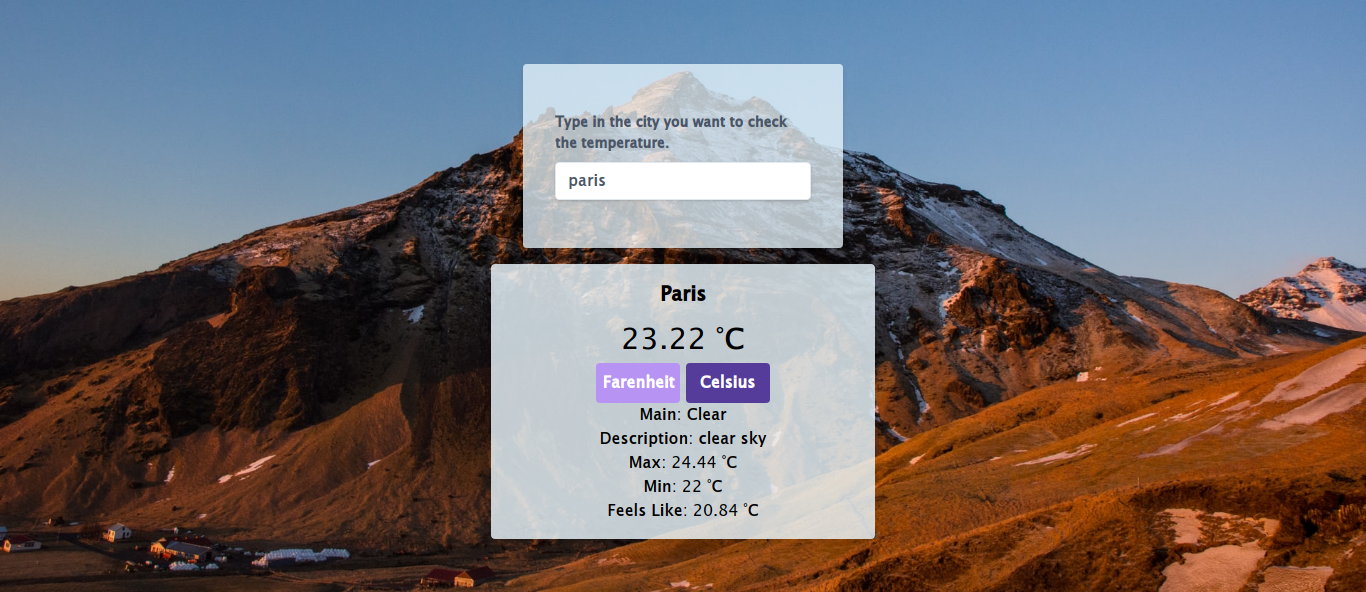 Type in the city you want to check
the temperature.
paris
Paris
23.22 °C
Farenheit Celsius
Main: Clear
Description: clear sky
Max: 24.44 °C
Min: 22 °C
Feels Like: 20.84 °C